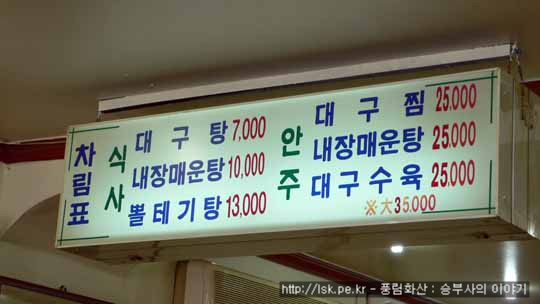 차림표
식사
대구탕 7,000
내장매운탕 10,000
뽈테기탕 13,000
안주
대구찜 25,000
내장매운탕 25,000
대구수육 25,000
※大35,000
http://lsk.pe.kr - 풍림화산 : 승부사의 이야기